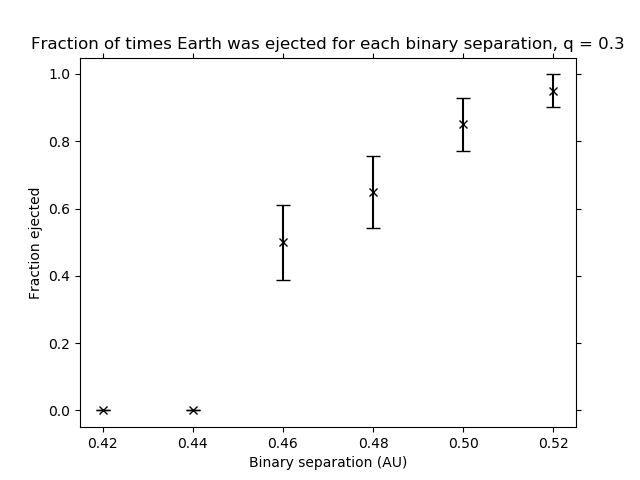 Fraction of times Earth was ejected for each binary separation, q = 0.3
1.0
0.8
0.6
0.4
0.2
0.0
Fraction ejected
0.42 0.44 0.46 0.48 0.50 0.52
Binary separation (AU)